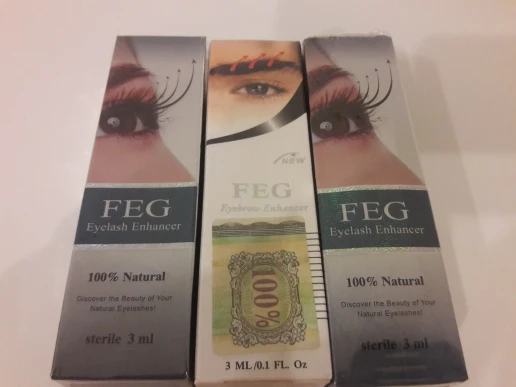 FEG
Eyelash Enhancer
100% Natural
Discover the Beauty of Your
Natural Eyelashes!
sterile 3 ml
NEW
FEG
Eyebrow Enhancer
100%
3 ML/0.1 FL. Oz
FEG
Eyelash Enhancer
100% Natural
Discover the Beauty of Your
Natural Eyelashes!
sterile 3 ml